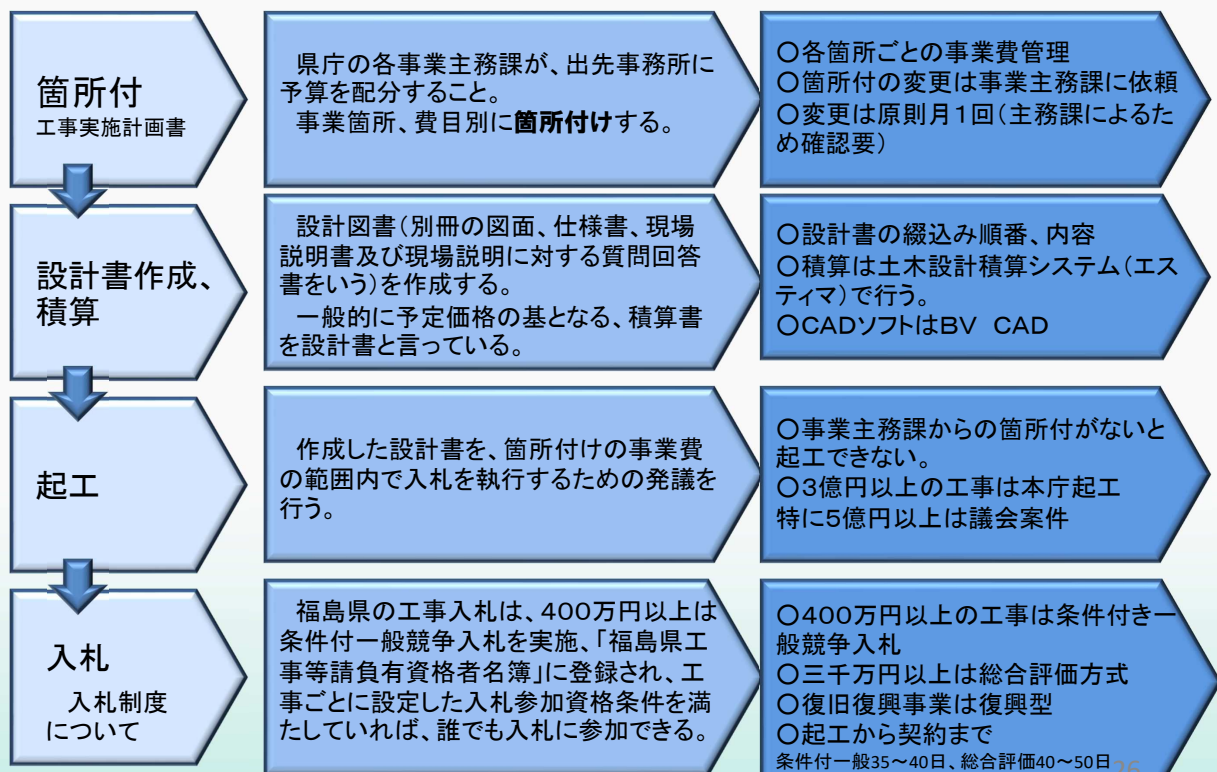 箇所付
工事実施計画書
県庁の各事業主務課が、出先事務所に
予算を配分すること。
事業箇所、費目別に箇所付けする。
〇各箇所ごとの事業費管理
〇箇所付の変更は事業主務課に依頼
〇変更は原則月1回(主務課によるた
め確認要)
設計書作成、
積算
設計図書(別冊の図面、仕様書、現場
説明書及び現場説明に対する質問回答
書をいう)を作成する。
一般的に予定価格の基となる、積算書
を設計書と言っている。
〇設計書の綴込み順番、内容
〇積算は土木設計積算システム(エス
ティマ)で行う。
〇CADソフトはBV CAD
起工
作成した設計書を、箇所付けの事業費
の範囲内で入札を執行するための発議を
行う。
〇事業主務課からの箇所付がないと
起工できない。
〇3億円以上の工事は本庁起工
特に5億円以上は議会案件
入札
入札制度
について
福島県の工事入札は、400万円以上は
条件付一般競争入札を実施、「福島県工
事等請負有資格者名簿」に登録され、工
事ごとに設定した入札参加資格条件を満
たしていれば、誰でも入札に参加できる。
〇400万円以上の工事は条件付き一
般競争入札
〇三千万円以上は総合評価方式
〇復旧復興事業は復興型
〇起工から契約まで
条件付一般35~40日、総合評価40~50日
26